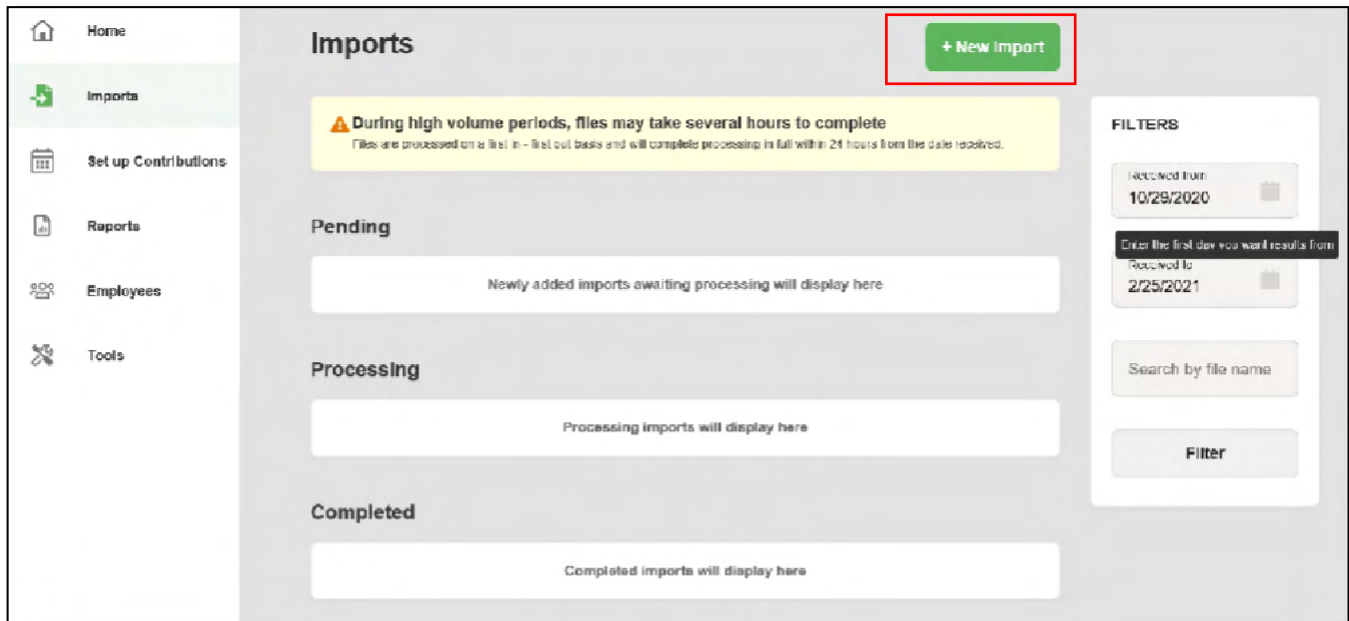 Home
Imports
Set up Contributions
Reports
Employees
Tools
Imports
+ New Import
During high volume periods, files may take several hours to complete
Files are processed on a first in - first out basis and will complete processing in full within 24 hours from the date received.
Pending
Newly added imports awaiting processing will display here
Processing
Processing imports will display here
Completed
Completed imports will display here
FILTERS
Received from
10/29/2020
Enter the first day you want results from
Received to
2/25/2021
Search by file name
Filter